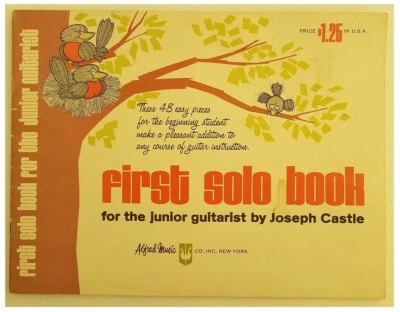 PRICE $1.25 IN U.S.A.
first solo book for the junior guitarist
These 48 easy pieces
for the beginning student
make a pleasant addition to
any course of guitar instruction.
first solo book
for the junior guitarist by Joseph Castle
Alfred Music CO., INC., NEW YORK